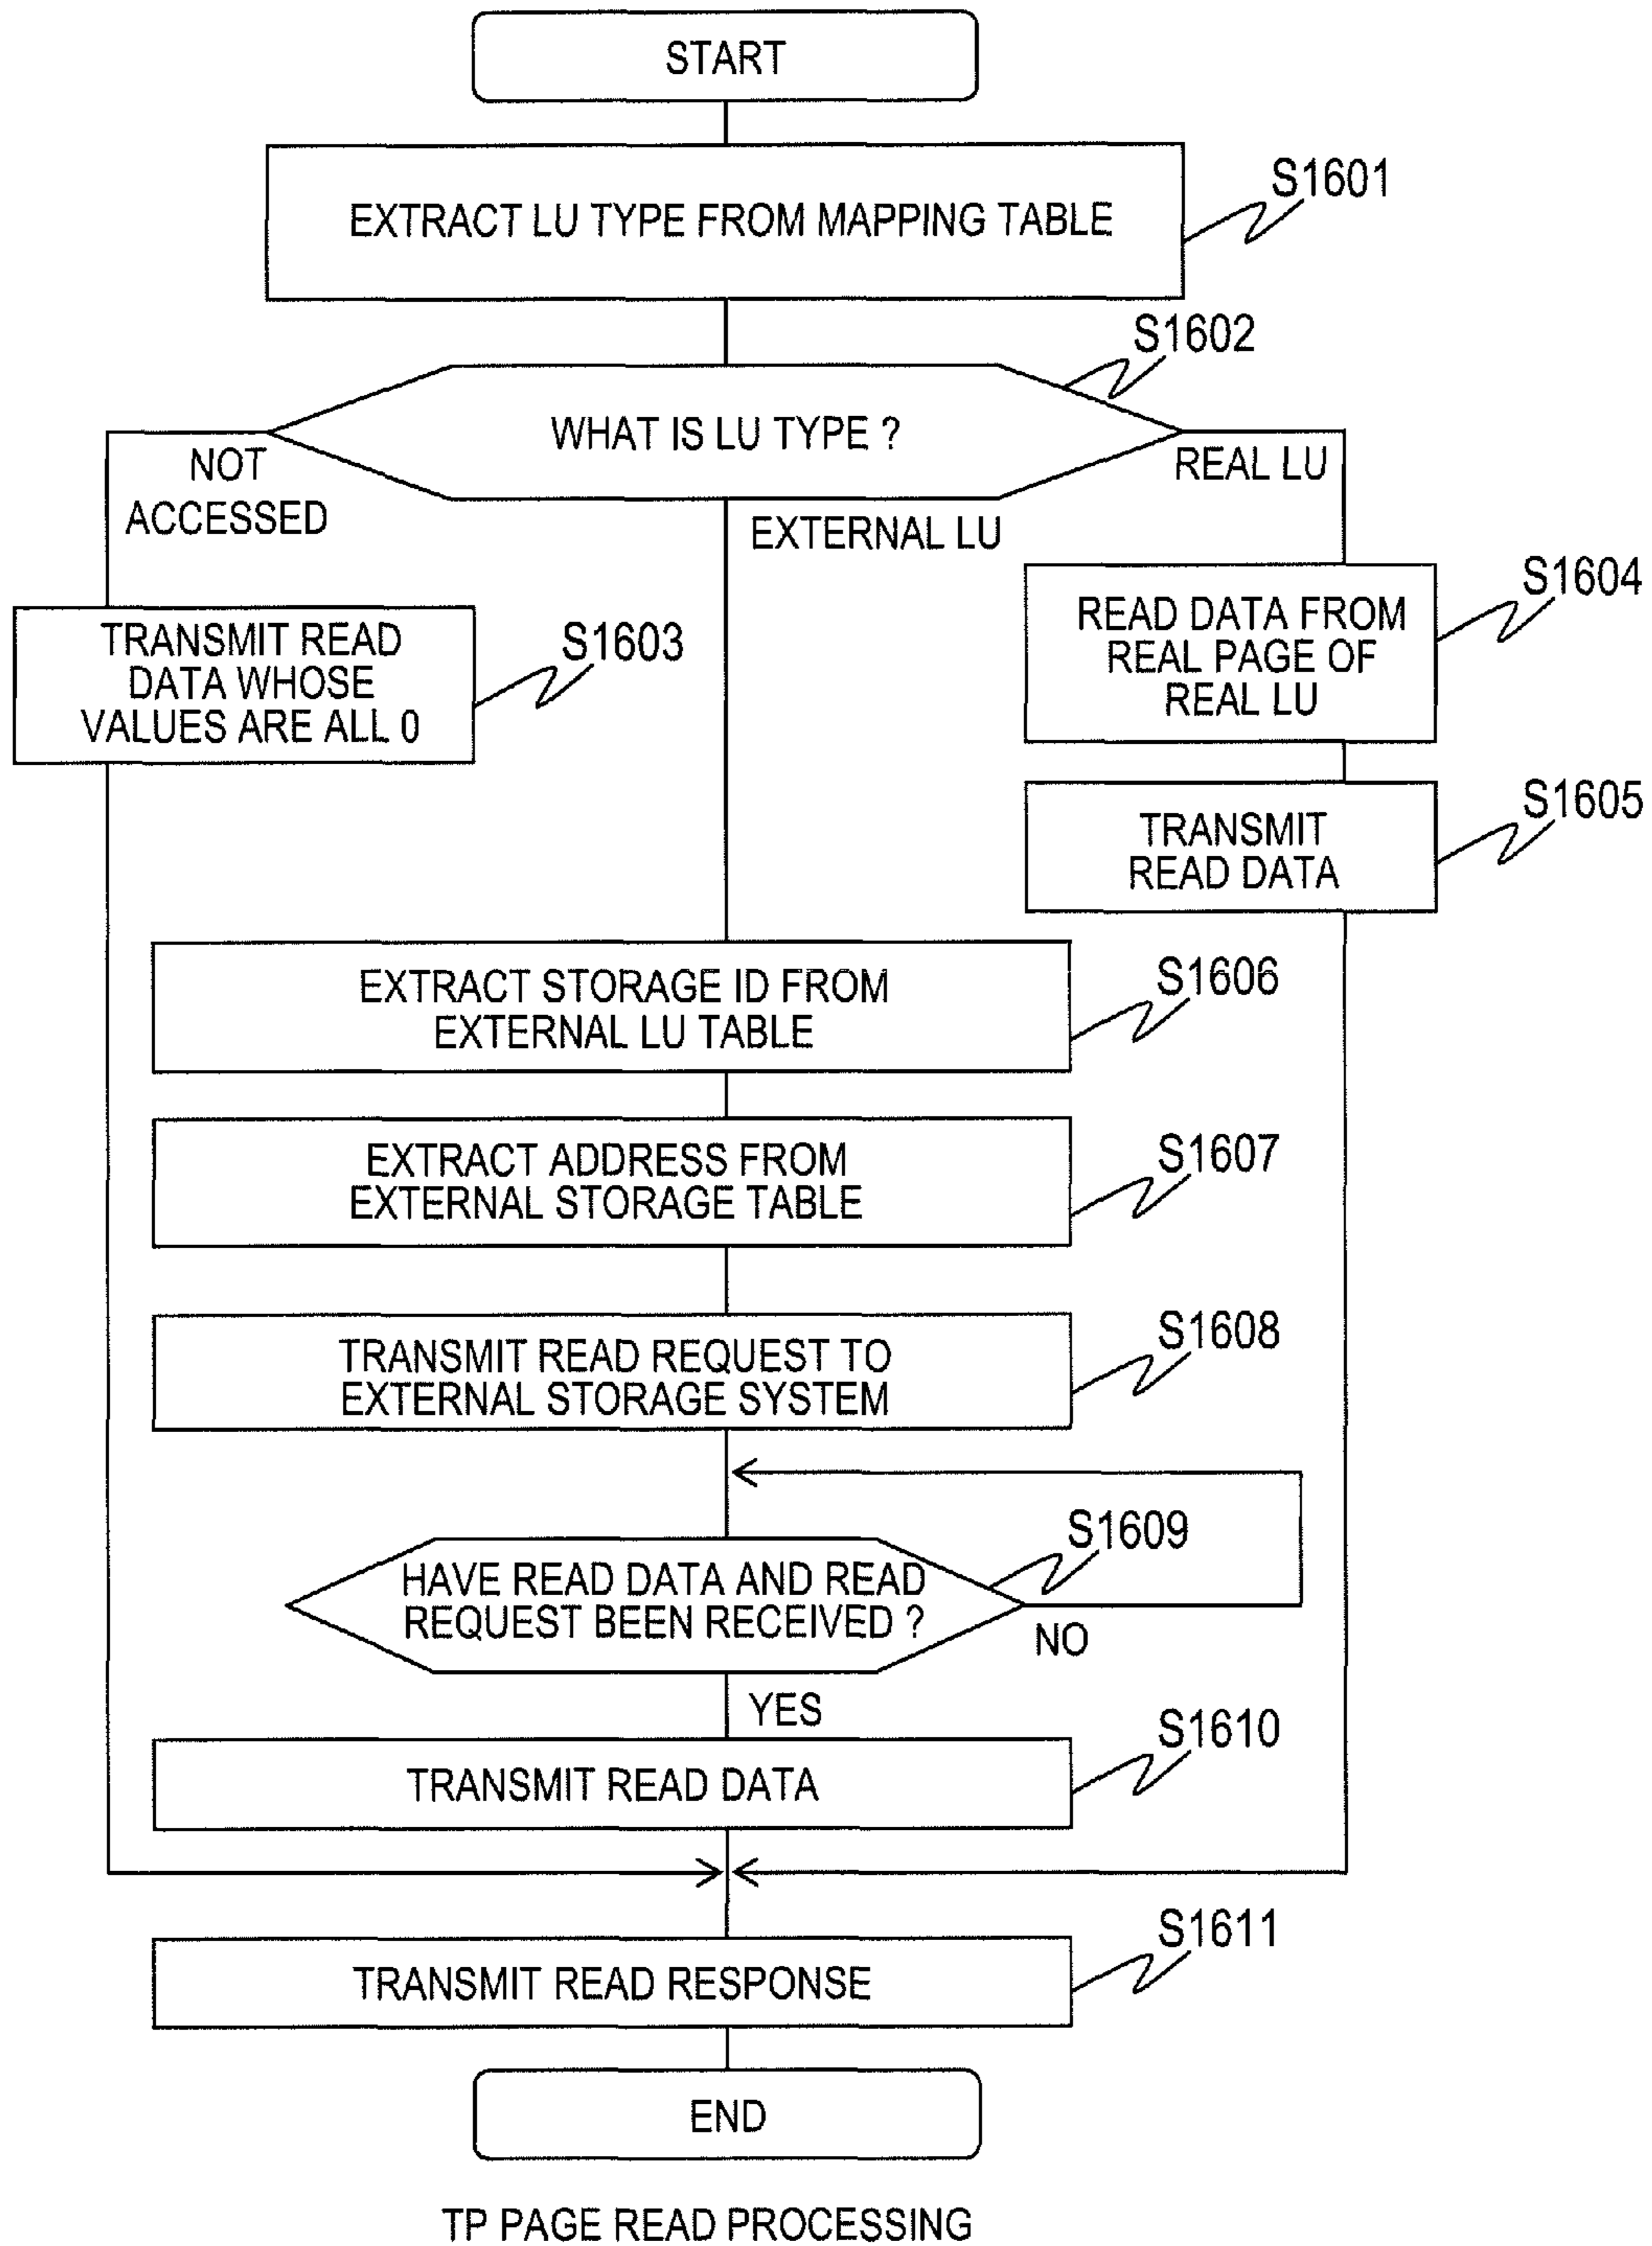 START
EXTRACT LU TYPE FROM MAPPING TABLE
S1601
S1602
WHAT IS LU TYPE ?
NOT
ACCESSED
EXTERNAL LU
REAL LU
TRANSMIT READ
DATA WHOSE
VALUES ARE ALL 0
S1603
READ DATA FROM
REAL PAGE OF
REAL LU
S1604
TRANSMIT
READ DATA
S1605
EXTRACT STORAGE ID FROM
EXTERNAL LU TABLE
S1606
EXTRACT ADDRESS FROM
EXTERNAL STORAGE TABLE
S1607
TRANSMIT READ REQUEST TO
EXTERNAL STORAGE SYSTEM
S1608
HAVE READ DATA AND READ
REQUEST BEEN RECEIVED ?
S1609
NO
YES
TRANSMIT READ DATA
S1610
TRANSMIT READ RESPONSE
S1611
END
TP PAGE READ PROCESSING